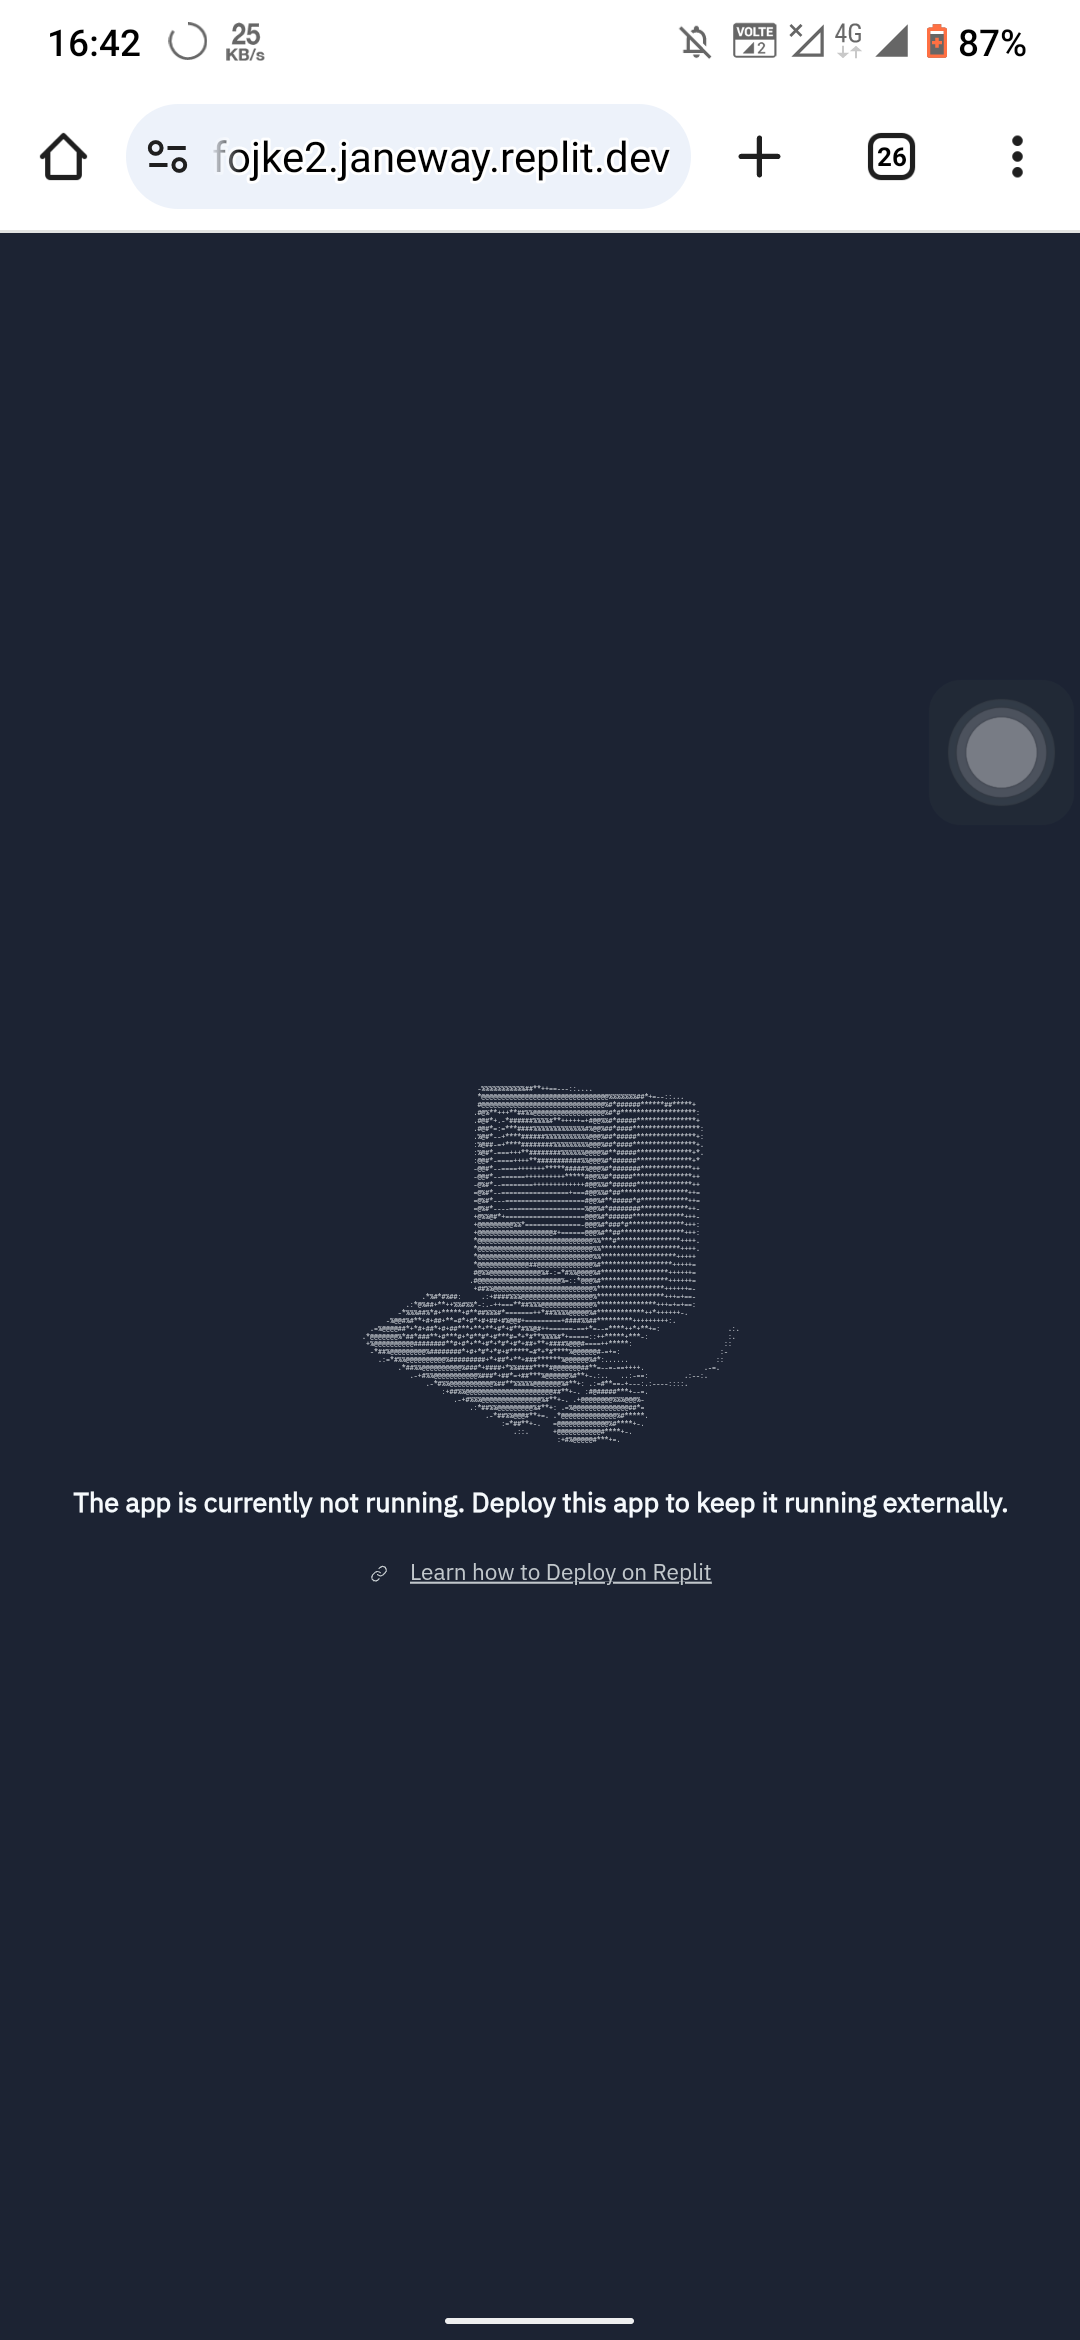 16:42
25
KB/s
VOLTE
2
4G
87%
fojke2.janeway.replit.dev
26
The app is currently not running. Deploy this app to keep it running externally.
Learn how to Deploy on Replit